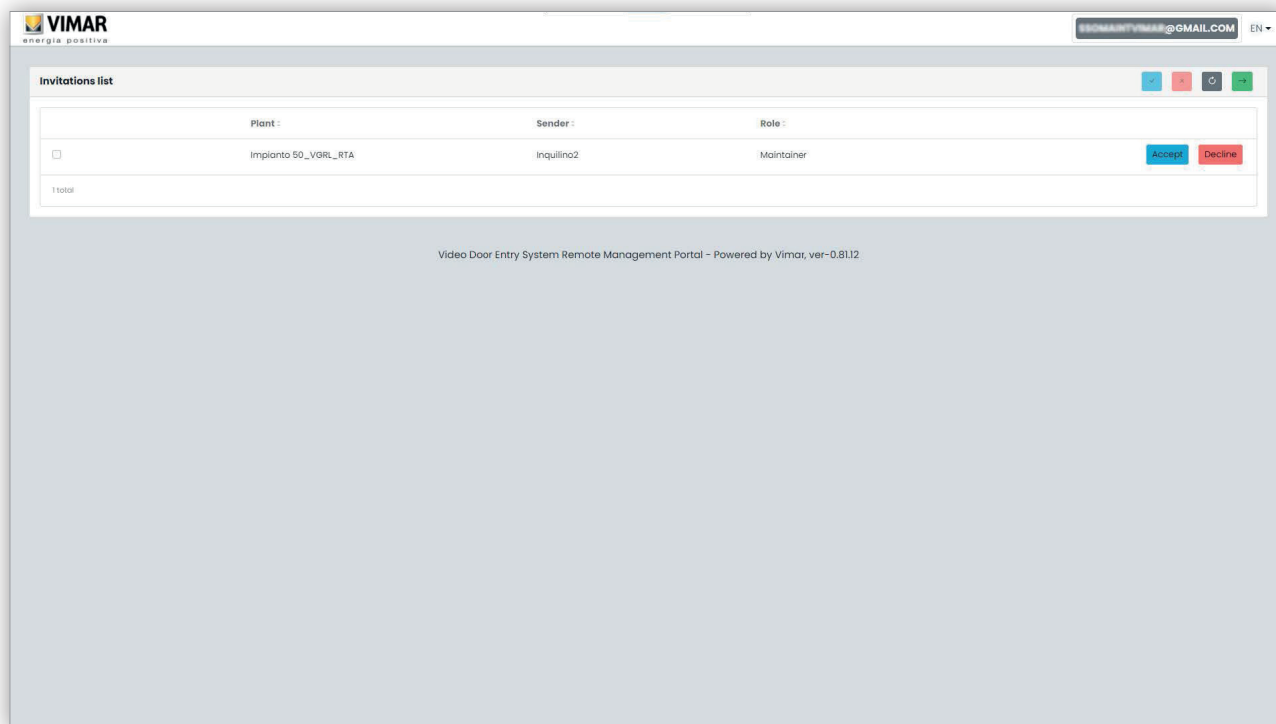 VIMAR
energia positiva
@GMAIL.COM
EN
Invitations list
Plant
Sender
Role
Impianto 50_VGRL_RTA
Inquilino2
Maintainer
Accept
Decline
1 total
Video Door Entry System Remote Management Portal - Powered by Vimar, ver-0.81.12